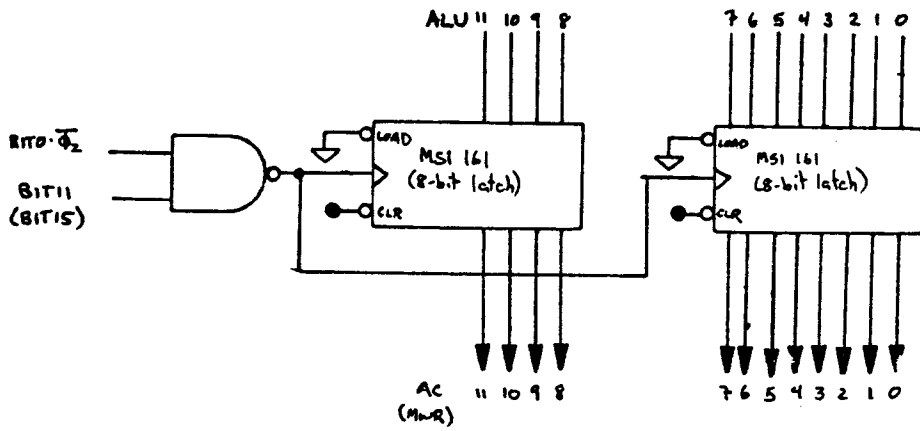 ALU 11 10 9 8
7 6 5 4 3 2 1 0
BIT0·Φ̅₂
BIT11
(BIT15)
LOAD
MSI 161
(8-bit latch)
CLR
LOAD
MSI 161
(8-bit latch)
CLR
AC 11 10 9 8
(MWR)
7 6 5 4 3 2 1 0